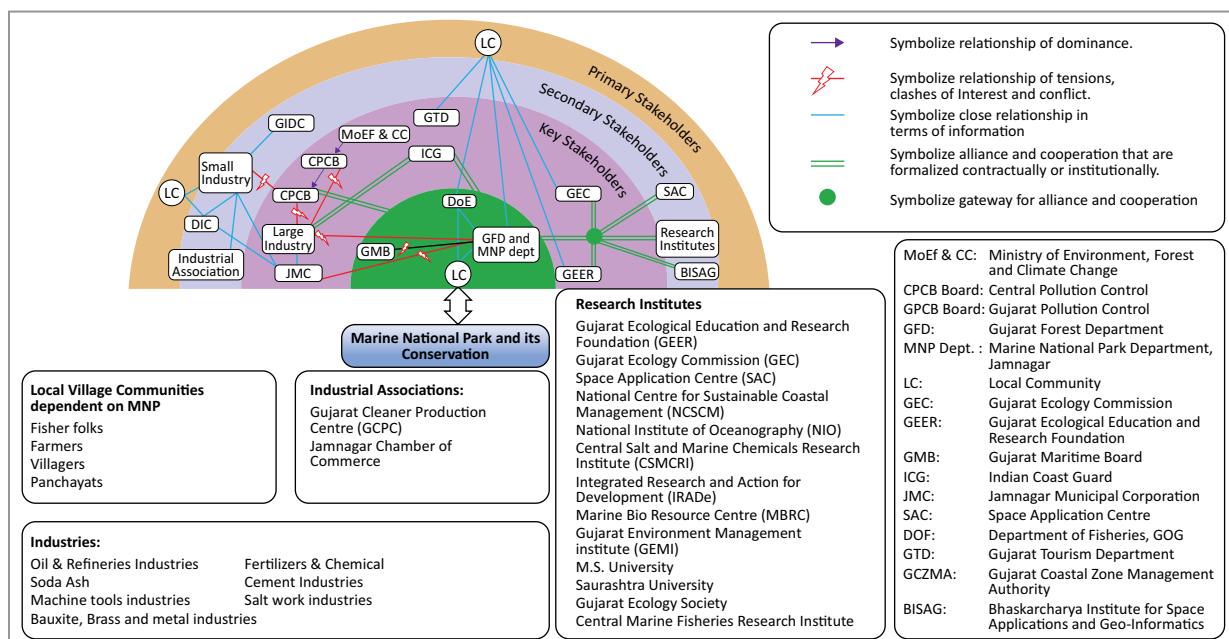 LC
Primary Stakeholders
Secondary Stakeholders
Key Stakeholders
GTD
GIDC
MoEF & CC
ICG
CPCB
Small
Industry
LC
CPCB
GEC
SAC
DoE
DIC
Large
Industry
GMB
GFD and
MNP dept
Research
Institutes
Industrial
Association
JMC
LC
GEER
BISAG
Marine National Park and its
Conservation
Symbolize relationship of dominance.
Symbolize relationship of tensions,
clashes of Interest and conflict.
Symbolize close relationship in
terms of information
Symbolize alliance and cooperation that are
formalized contractually or institutionally.
Symbolize gateway for alliance and cooperation
MoEf & CC: Ministry of Environment, Forest
and Climate Change
CPCB Board: Central Pollution Control
GPCB Board: Gujarat Pollution Control
GFD: Gujarat Forest Department
MNP Dept. : Marine National Park Department,
Jamnagar
LC: Local Community
GEC: Gujarat Ecology Commission
GEER: Gujarat Ecological Education and
Research Foundation
GMB: Gujarat Maritime Board
ICG: Indian Coast Guard
JMC: Jamnagar Municipal Corporation
SAC: Space Application Centre
DOF: Department of Fisheries, GOG
GTD: Gujarat Tourism Department
GCZMA: Gujarat Coastal Zone Management
Authority
BISAG: Bhaskarcharya Institute for Space
Applications and Geo-Informatics
Local Village Communities
dependent on MNP
Fisher folks
Farmers
Villagers
Panchayats
Industrial Associations:
Gujarat Cleaner Production
Centre (GCPC)
Jamnagar Chamber of
Commerce
Research Institutes
Gujarat Ecological Education and Research
Foundation (GEER)
Gujarat Ecology Commission (GEC)
Space Application Centre (SAC)
National Centre for Sustainable Coastal
Management (NCSCM)
National Institute of Oceanography (NIO)
Central Salt and Marine Chemicals Research
Institute (CSMCRI)
Integrated Research and Action for
Development (IRADe)
Marine Bio Resource Centre (MBRC)
Gujarat Environment Management
institute (GEMI)
M.S. University
Saurashtra University
Gujarat Ecology Society
Central Marine Fisheries Research Institute
Industries:
Oil & Refineries Industries
Soda Ash
Machine tools industries
Bauxite, Brass and metal industries
Fertilizers & Chemical
Cement Industries
Salt work industries